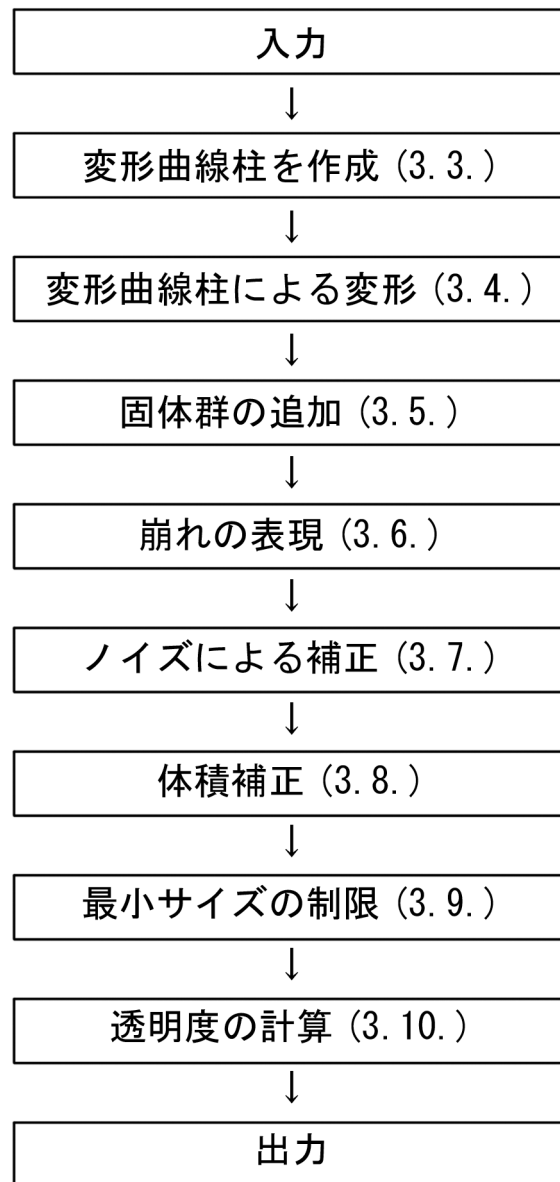 入力
↓
変形曲線柱を作成 (3.3.)
↓
変形曲線柱による変形 (3.4.)
↓
固体群の追加 (3.5.)
↓
崩れの表現 (3.6.)
↓
ノイズによる補正 (3.7.)
↓
体積補正 (3.8.)
↓
最小サイズの制限 (3.9.)
↓
透明度の計算 (3.10.)
↓
出力